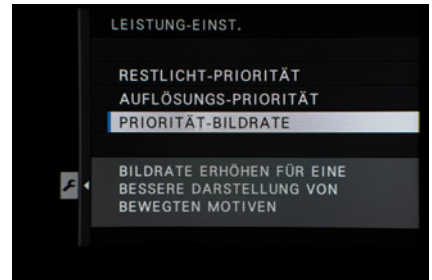 LEISTUNG-EINST.
RESTLICHT-PRIORITÄT
AUFLÖSUNGS-PRIORITÄT
PRIORITÄT-BILDRATE
BILDRATE ERHÖHEN FÜR EINE
BESSERE DARSTELLUNG VON
BEWEGTEN MOTIVEN